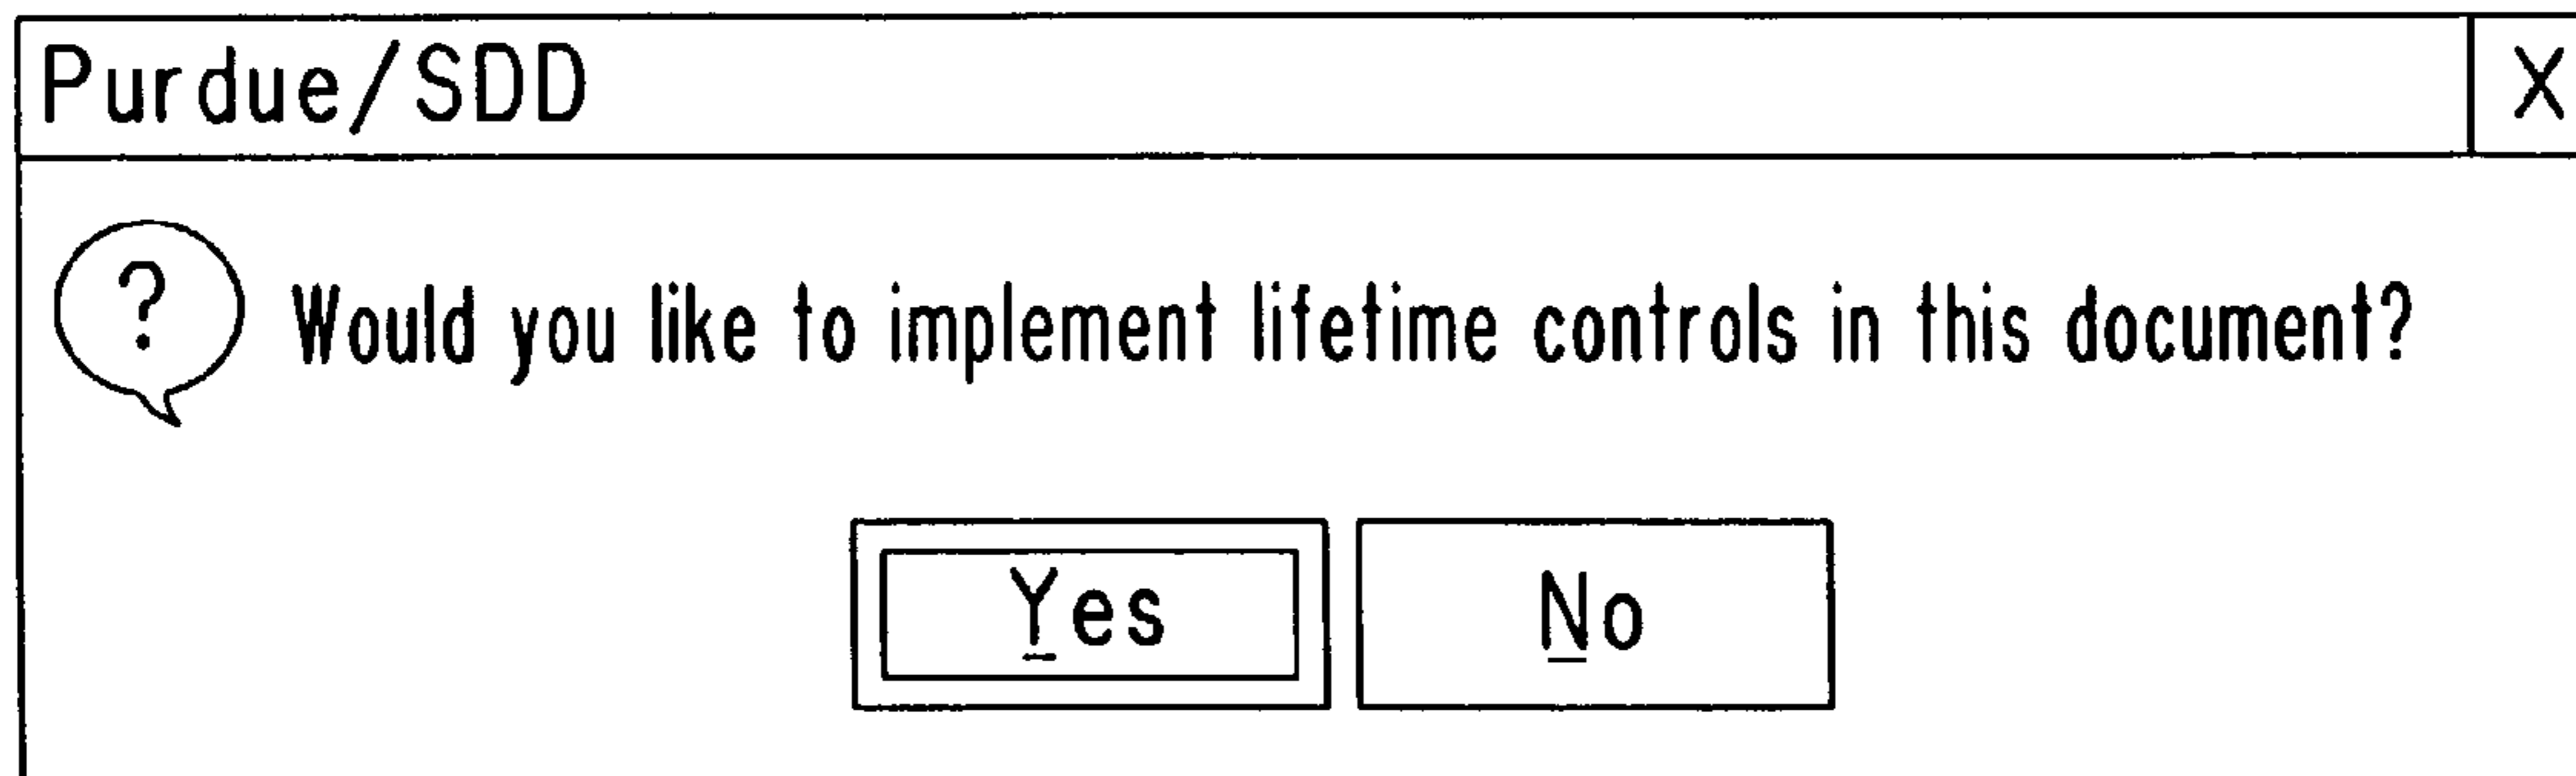 Purdue/SDD X
? Would you like to implement lifetime controls in this document?
Yes No